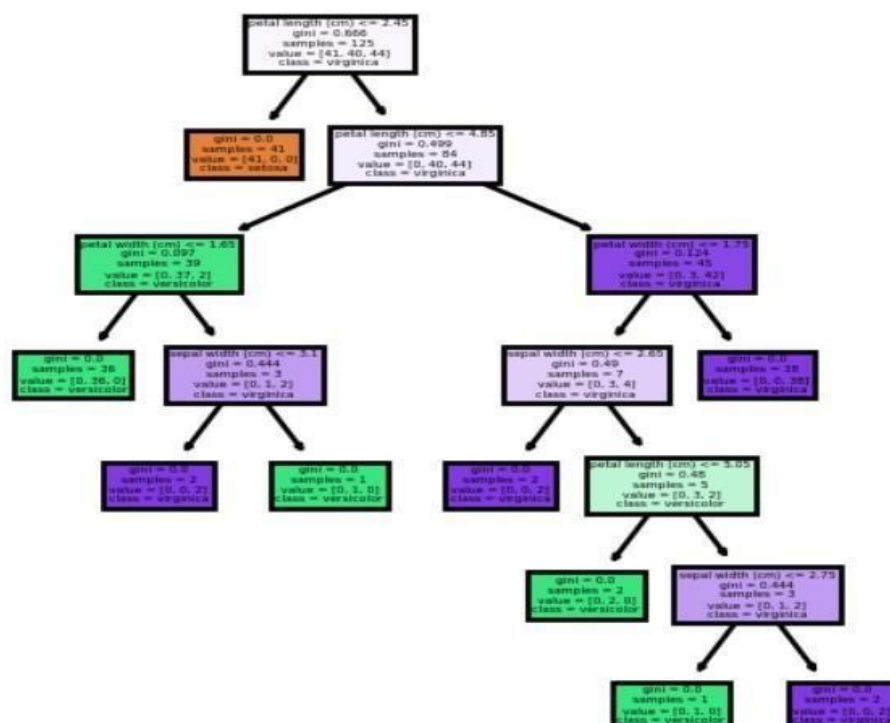 petal length (cm) <= 2.45
gini = 0.666
samples = 125
value = [41, 40, 44]
class = virginica
gini = 0.0
samples = 41
value = [41, 0, 0]
class = setosa
petal length (cm) <= 4.85
gini = 0.499
samples = 84
value = [0, 40, 44]
class = virginica
petal width (cm) <= 1.65
gini = 0.097
samples = 39
value = [0, 37, 2]
class = versicolor
petal width (cm) <= 1.75
gini = 0.124
samples = 45
value = [0, 3, 42]
class = virginica
gini = 0.0
samples = 36
value = [0, 36, 0]
class = versicolor
sepal width (cm) <= 3.1
gini = 0.444
samples = 3
value = [0, 1, 2]
class = virginica
sepal width (cm) <= 2.65
gini = 0.49
samples = 7
value = [0, 3, 4]
class = virginica
gini = 0.0
samples = 38
value = [0, 0, 38]
class = virginica
gini = 0.0
samples = 2
value = [0, 0, 2]
class = virginica
gini = 0.0
samples = 1
value = [0, 1, 0]
class = versicolor
gini = 0.0
samples = 2
value = [0, 0, 2]
class = virginica
petal length (cm) <= 5.05
gini = 0.48
samples = 5
value = [0, 3, 2]
class = versicolor
gini = 0.0
samples = 2
value = [0, 2, 0]
class = versicolor
sepal width (cm) <= 2.75
gini = 0.444
samples = 3
value = [0, 1, 2]
class = virginica
gini = 0.0
samples = 1
value = [0, 1, 0]
class = versicolor
gini = 0.0
samples = 2
value = [0, 0, 2]
class = virginica